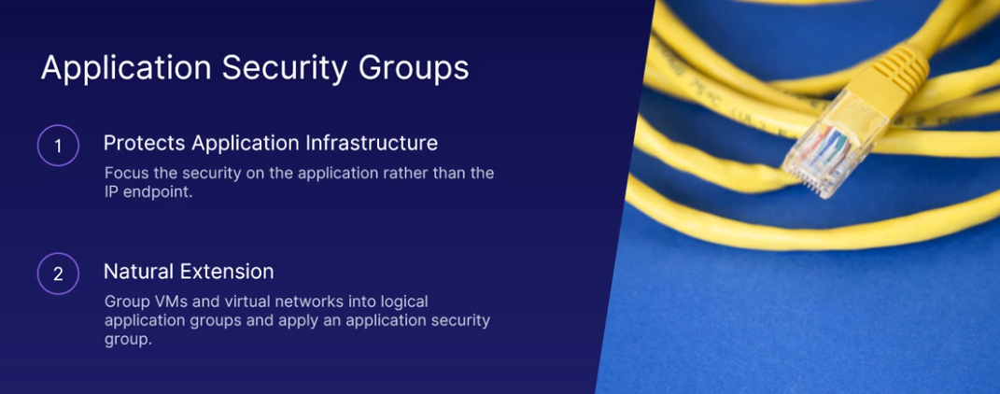 Application Security Groups
1
Protects Application Infrastructure
Focus the security on the application rather than the
IP endpoint.
2
Natural Extension
Group VMs and virtual networks into logical
application groups and apply an application security
group.